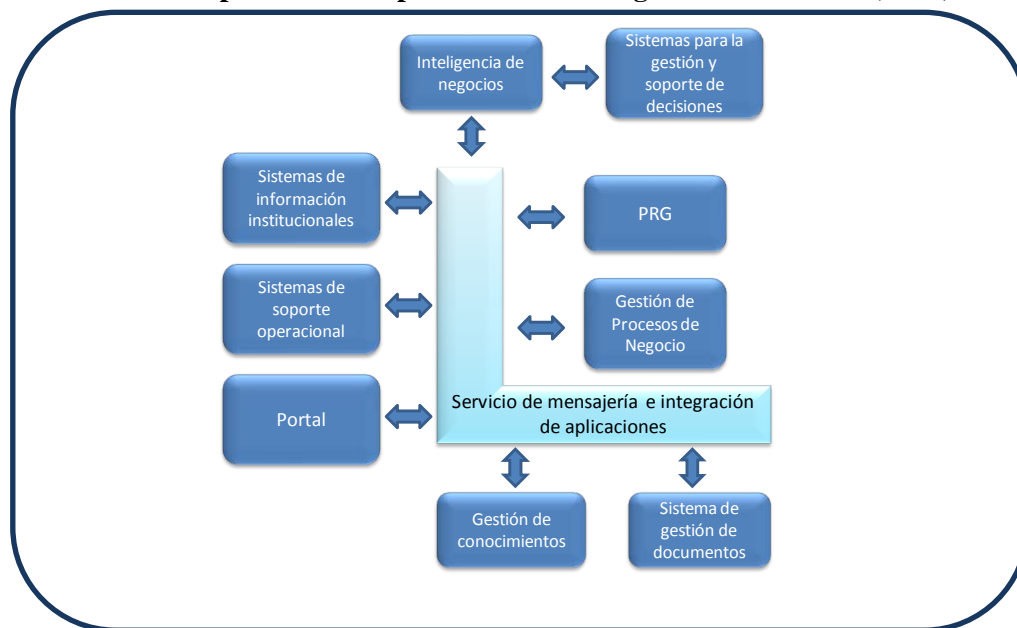 Inteligencia de
negocios
Sistemas para la
gestión y
soporte de
decisiones
Sistemas de
información
institucionales
PRG
Sistemas de
soporte
operacional
Gestión de
Procesos de
Negocio
Portal
Servicio de mensajería e integración
de aplicaciones
Gestión de
conocimientos
Sistema de
gestión de
documentos